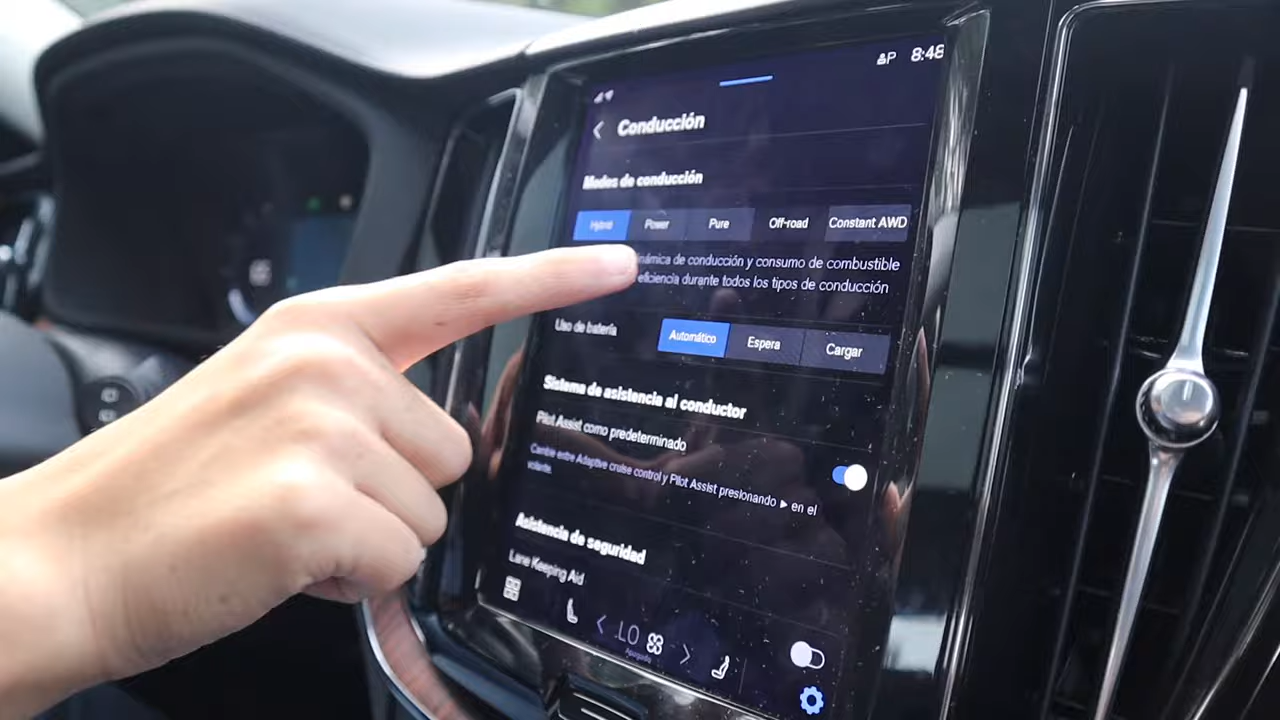 P 8:48
Conducción
Modos de conducción
Hybrid Power Pure Off-road Constant AWD
de conducción y consumo de combustible
eficiencia durante todos los tipos de conducción
Uso de batería Automático Espera Cargar
Sistema de asistencia al conductor
Pilot Assist como predeterminado
Cambie entre Adaptive cruise control y Pilot Assist presionando ▶ en el
volante.
Asistencia de seguridad
Lane Keeping Aid
LO
Apagado